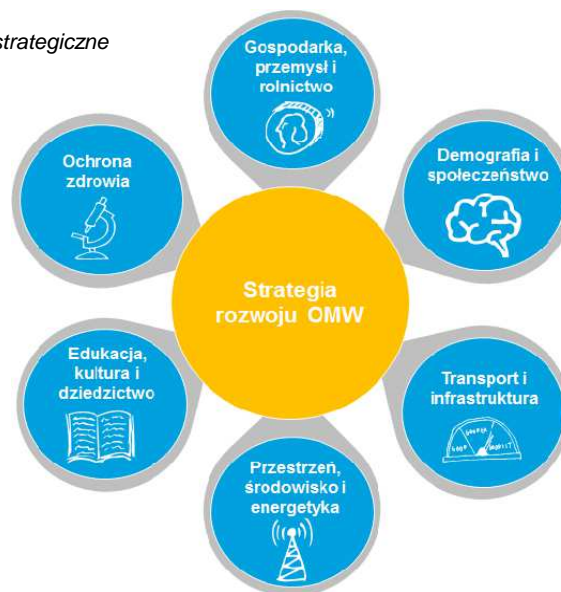 strategiczne
Gospodarka,
przemysł i
rolnictwo
Ochrona
zdrowia
Demografia i
społeczeństwo
Strategia
rozwoju OMW
Edukacja,
kultura i
dziedzictwo
Transport i
infrastruktura
Przestrzeń,
środowisko i
energetyka